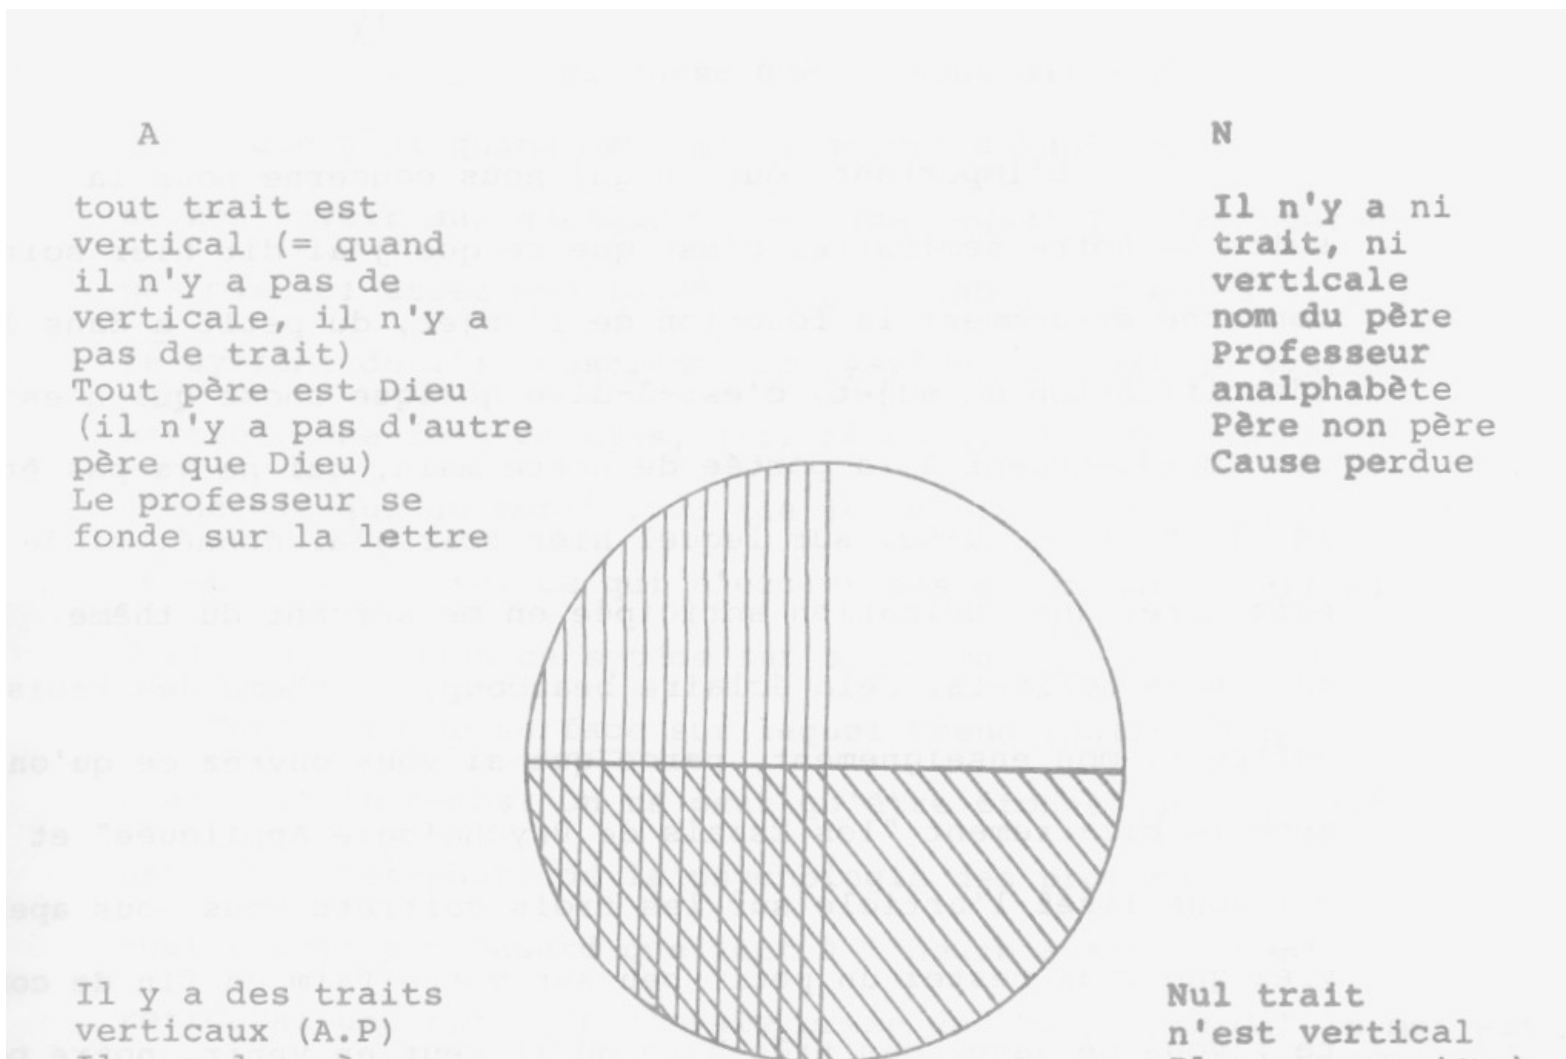 A
tout trait est
vertical (= quand
il n'y a pas de
verticale, il n'y a
pas de trait)
Tout père est Dieu
(il n'y a pas d'autre
père que Dieu)
Le professeur se
fonde sur la lettre
N
Il n'y a ni
trait, ni
verticale
nom du père
Professeur
analphabète
Père non père
Cause perdue
Il y a des traits
verticaux (A.P)
Nul trait
n'est vertical